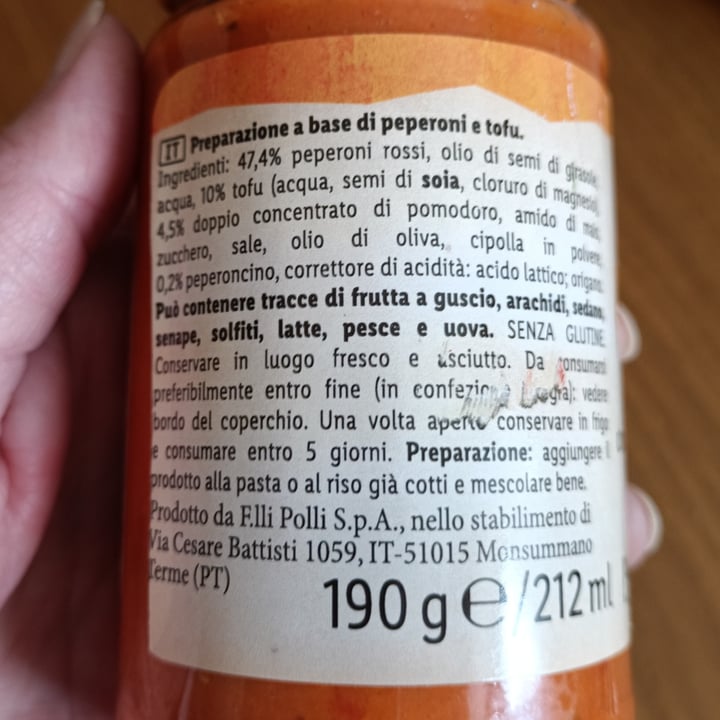 IT Preparazione a base di peperoni e tofu.
Ingredienti: 47,4% peperoni rossi, olio di semi di girasole,
acqua, 10% tofu (acqua, semi di soia, cloruro di magnesio),
4,5% doppio concentrato di pomodoro, amido di mais,
zucchero, sale, olio di oliva, cipolla in polvere,
0,2% peperoncino, correttore di acidità: acido lattico; origano.
Può contenere tracce di frutta a guscio, arachidi, sedano,
senape, solfiti, latte, pesce e uova. SENZA GLUTINE.
Conservare in luogo fresco e asciutto. Da consumarsi
preferibilmente entro fine (in confezione integra): vedere
bordo del coperchio. Una volta aperto conservare in frigo
e consumare entro 5 giorni. Preparazione: aggiungere il
prodotto alla pasta o al riso già cotti e mescolare bene.
Prodotto da F.lli Polli S.p.A., nello stabilimento di
Via Cesare Battisti 1059, IT-51015 Monsummano
Terme (PT)
190 g ℮/212 ml